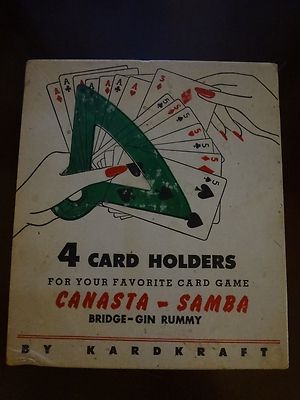 4 CARD HOLDERS
FOR YOUR FAVORITE CARD GAME
CANASTA - SAMBA
BRIDGE-GIN RUMMY
BY KARDKRAFT